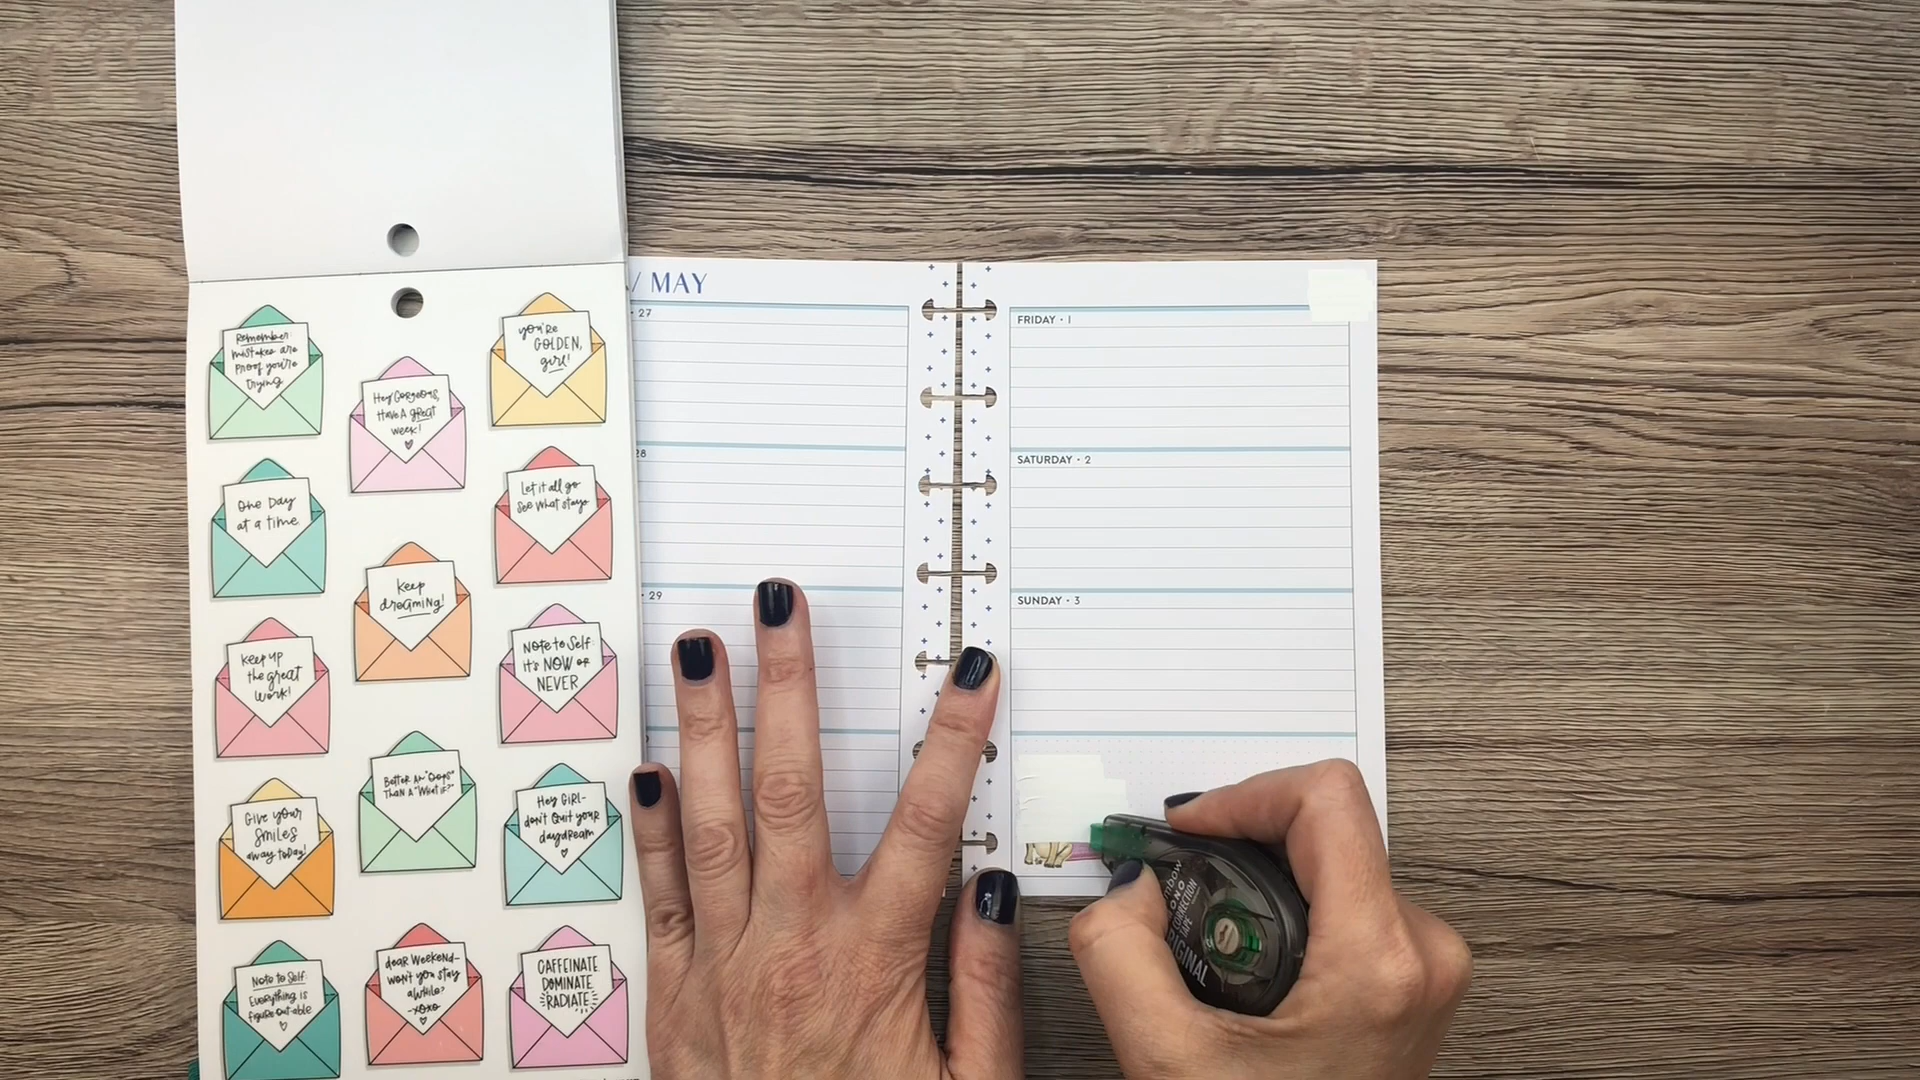 Remember:
mistakes are
proof you're
trying
Hey Gorgeous,
Have A great
week!
you're
GOLDEN,
girl!
One Day
at a time
Let it all go
See what stays
keep
dreaming!
keep up
the great
work!
Note to Self:
it's NOW or
NEVER
Better an "Oops"
Than a "What if?"
Give your
Smiles
away today!
Hey GIRL-
don't Quit your
daydream
Note to Self:
Everything is
figure-out-able
dear Weekend-
won't you stay
awhile?
-xoxo-
CAFFEINATE.
DOMINATE.
RADIATE
/ MAY
· 27
28
· 29
FRIDAY · 1
SATURDAY · 2
SUNDAY · 3
MONO
CORRECTION
TAPE
ORIGINAL